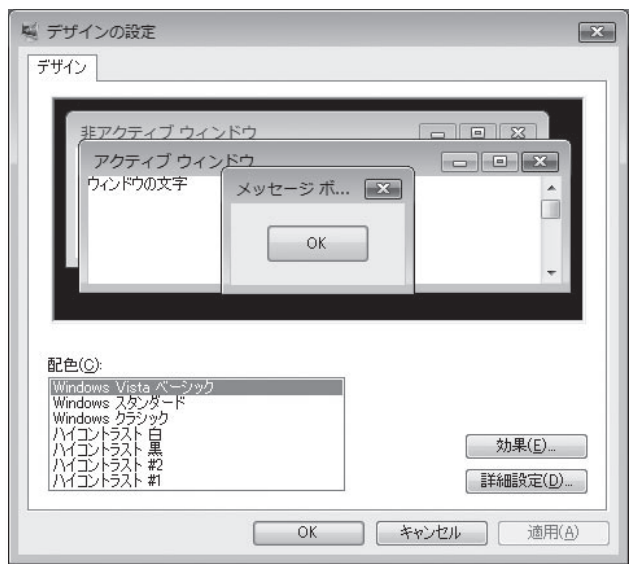 デザインの設定
デザイン
非アクティブ ウィンドウ
アクティブ ウィンドウ
ウィンドウの文字
メッセージ ボ...
OK
配色(C):
Windows Vista ベーシック
Windows スタンダード
Windows クラシック
ハイコントラスト 白
ハイコントラスト 黒
ハイコントラスト #2
ハイコントラスト #1
効果(E)...
詳細設定(D)...
OK
キャンセル
適用(A)